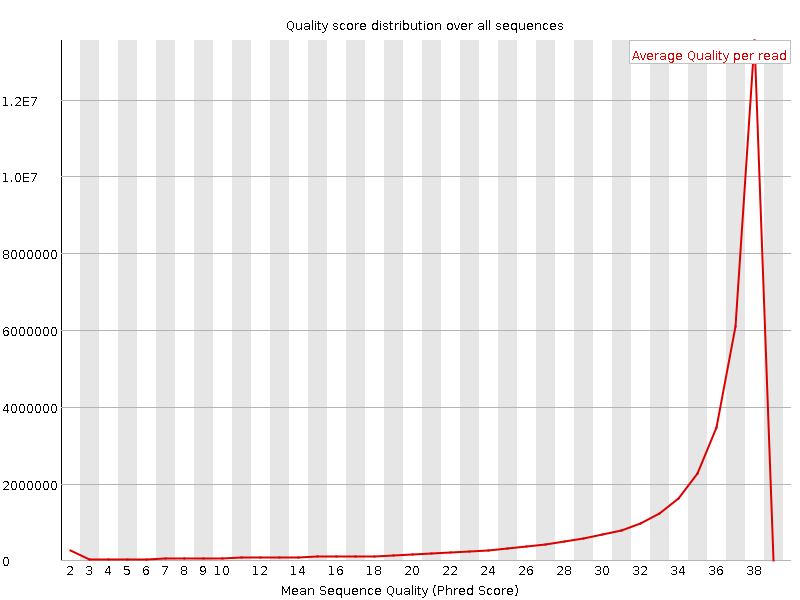 Quality score distribution over all sequences
Average Quality per read
1.2E7
1.0E7
8000000
6000000
4000000
2000000
0
2 3 4 5 6 7 8 9 10 12 14 16 18 20 22 24 26 28 30 32 34 36 38
Mean Sequence Quality (Phred Score)